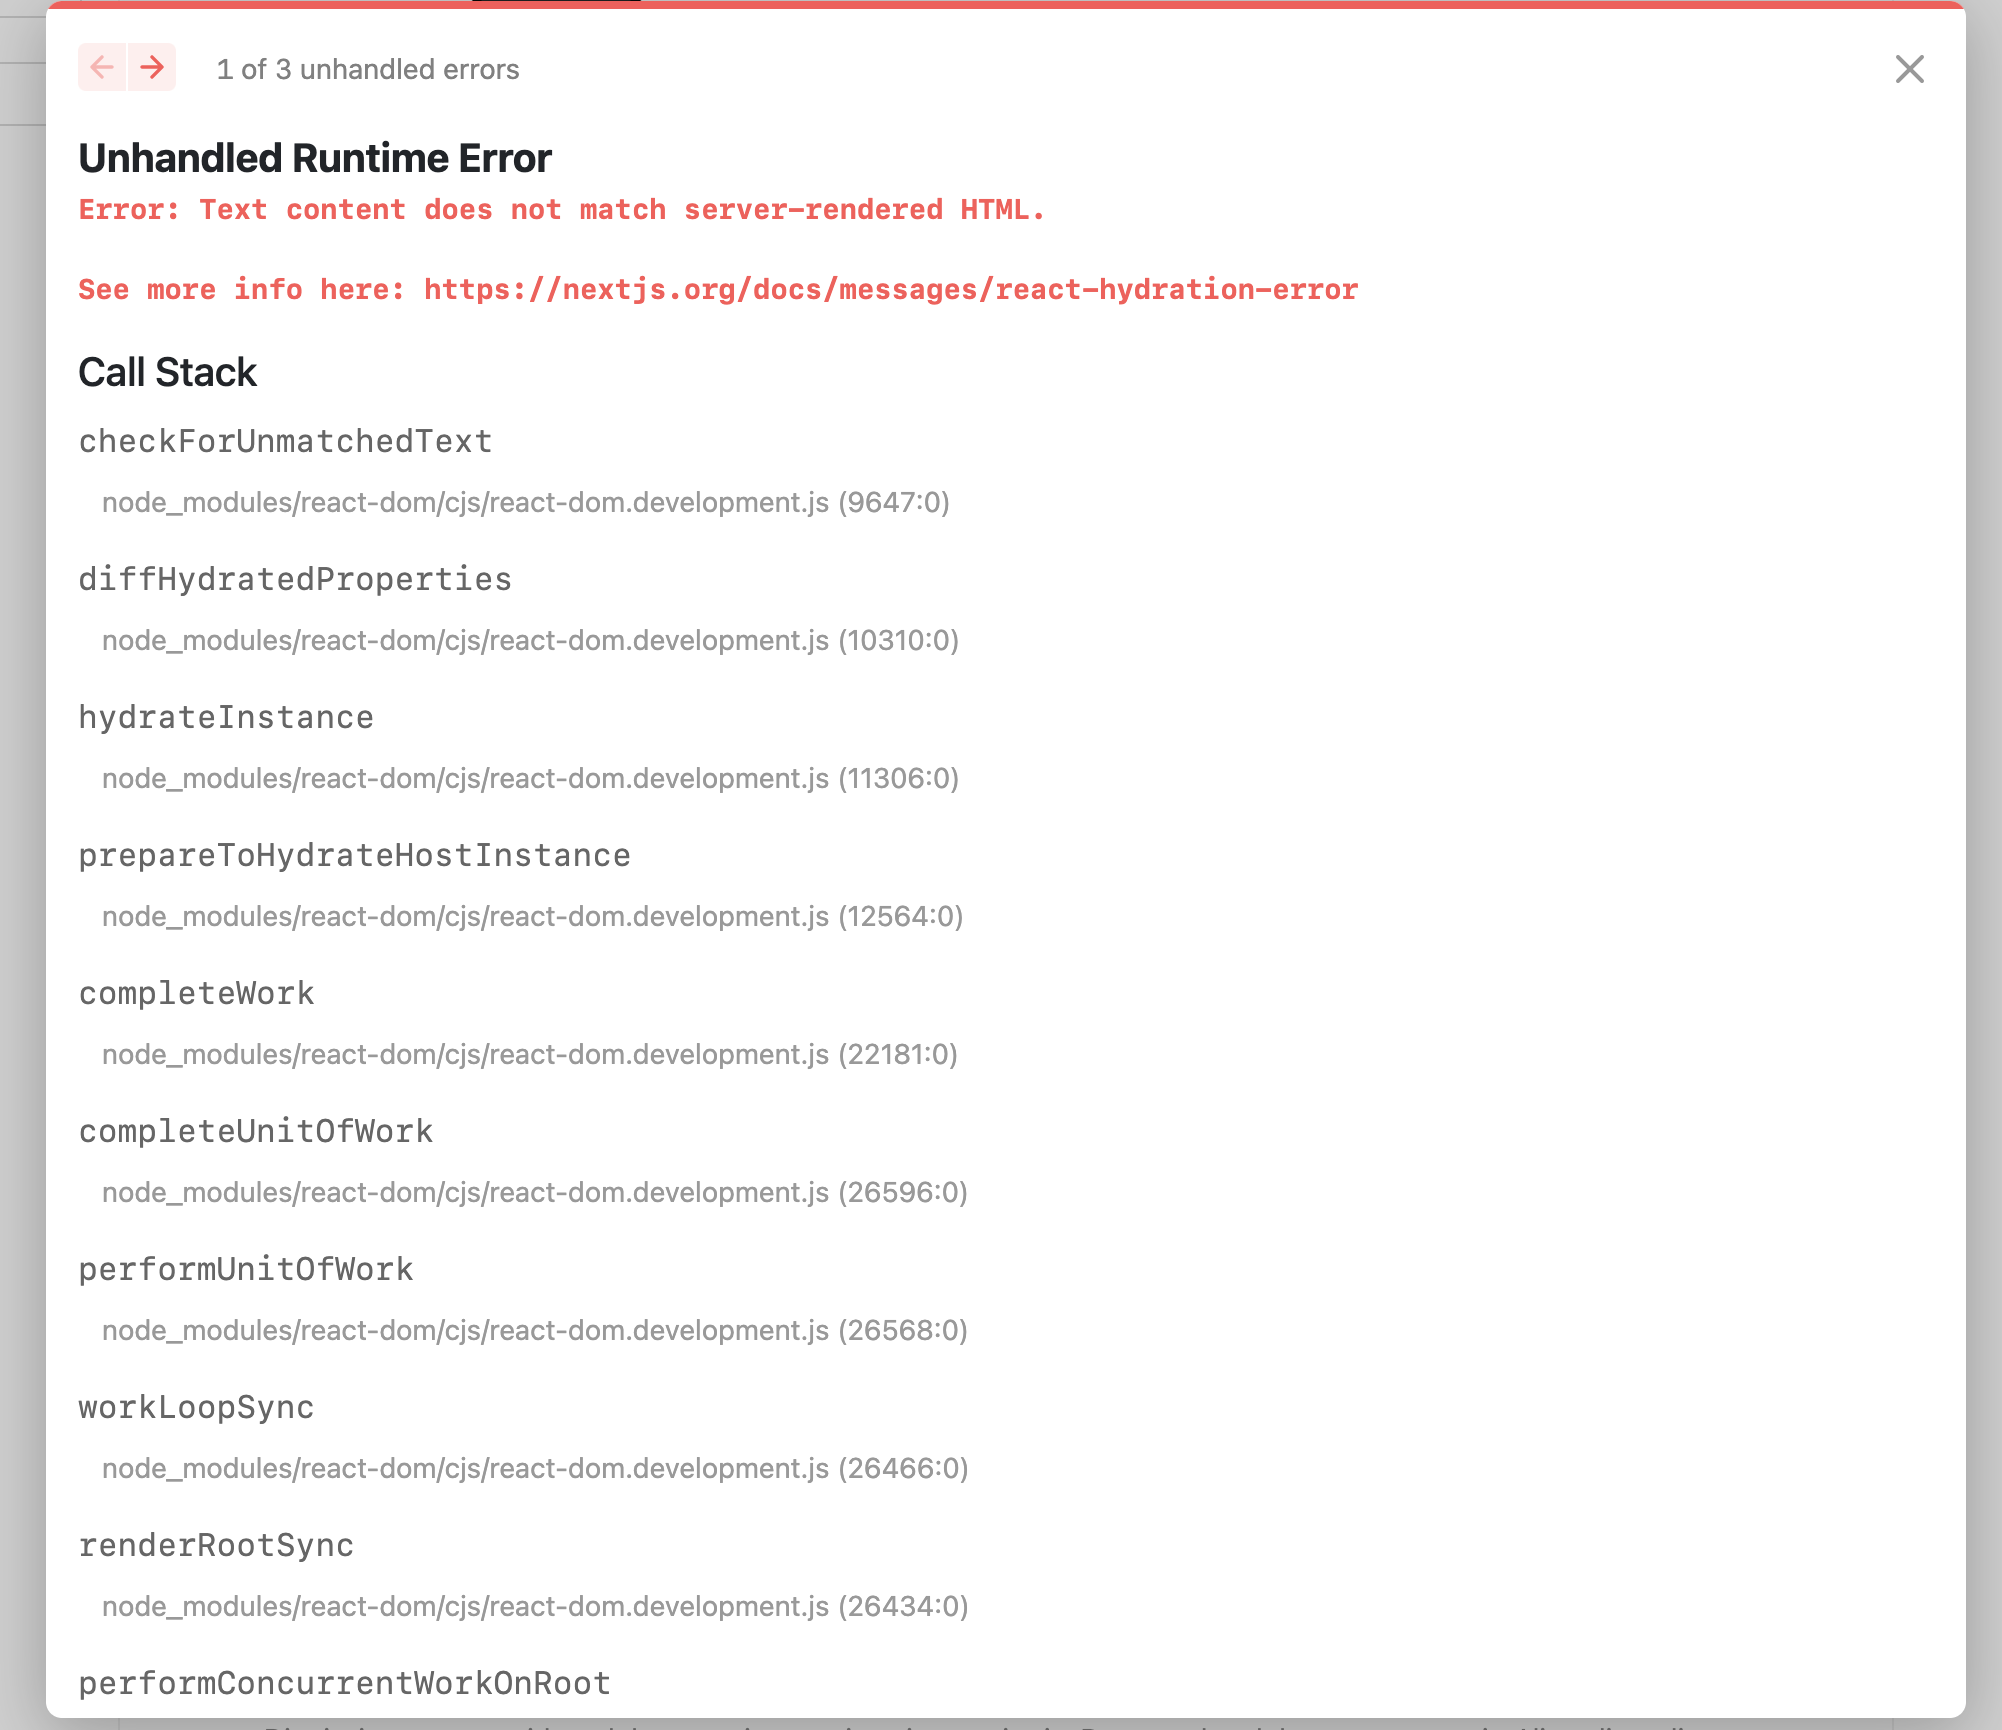 1 of 3 unhandled errors
Unhandled Runtime Error
Error: Text content does not match server-rendered HTML.
See more info here: https://nextjs.org/docs/messages/react-hydration-error
Call Stack
checkForUnmatchedText
node_modules/react-dom/cjs/react-dom.development.js (9647:0)
diffHydratedProperties
node_modules/react-dom/cjs/react-dom.development.js (10310:0)
hydrateInstance
node_modules/react-dom/cjs/react-dom.development.js (11306:0)
prepareToHydrateHostInstance
node_modules/react-dom/cjs/react-dom.development.js (12564:0)
completeWork
node_modules/react-dom/cjs/react-dom.development.js (22181:0)
completeUnitOfWork
node_modules/react-dom/cjs/react-dom.development.js (26596:0)
performUnitOfWork
node_modules/react-dom/cjs/react-dom.development.js (26568:0)
workLoopSync
node_modules/react-dom/cjs/react-dom.development.js (26466:0)
renderRootSync
node_modules/react-dom/cjs/react-dom.development.js (26434:0)
performConcurrentWorkOnRoot